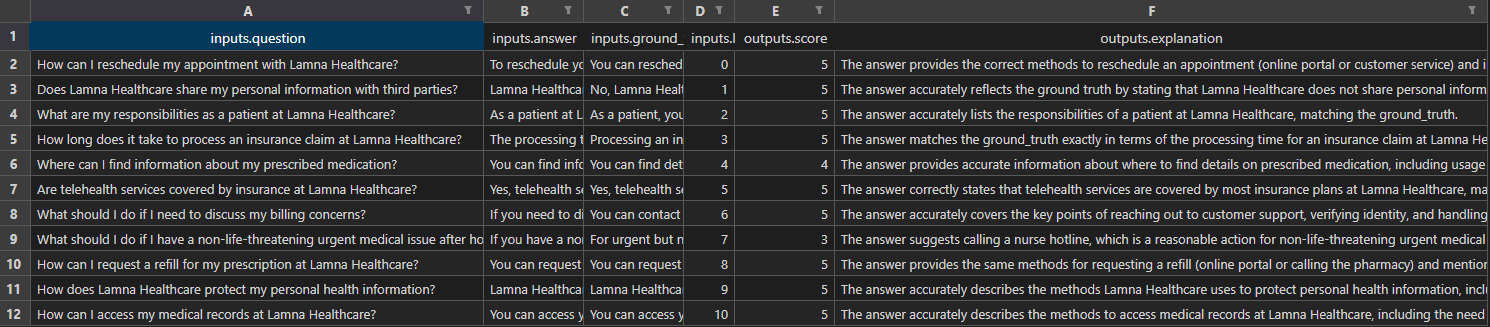 A B C D E F
1 inputs.question inputs.answer inputs.ground_ inputs.l outputs.score outputs.explanation
2 How can I reschedule my appointment with Lamna Healthcare? To reschedule yo You can resched 0 5 The answer provides the correct methods to reschedule an appointment (online portal or customer service) and i
3 Does Lamna Healthcare share my personal information with third parties? Lamna Healthca No, Lamna Healt 1 5 The answer accurately reflects the ground truth by stating that Lamna Healthcare does not share personal inform
4 What are my responsibilities as a patient at Lamna Healthcare? As a patient at L As a patient, you 2 5 The answer accurately lists the responsibilities of a patient at Lamna Healthcare, matching the ground_truth.
5 How long does it take to process an insurance claim at Lamna Healthcare? The processing t Processing an in 3 5 The answer matches the ground_truth exactly in terms of the processing time for an insurance claim at Lamna He
6 Where can I find information about my prescribed medication? You can find info You can find det 4 4 The answer provides accurate information about where to find details on prescribed medication, including usage
7 Are telehealth services covered by insurance at Lamna Healthcare? Yes, telehealth se Yes, telehealth s 5 5 The answer correctly states that telehealth services are covered by most insurance plans at Lamna Healthcare, ma
8 What should I do if I need to discuss my billing concerns? If you need to di You can contact 6 5 The answer accurately covers the key points of reaching out to customer support, verifying identity, and handling
9 What should I do if I have a non-life-threatening urgent medical issue after ho If you have a no For urgent but n 7 3 The answer suggests calling a nurse hotline, which is a reasonable action for non-life-threatening urgent medical
10 How can I request a refill for my prescription at Lamna Healthcare? You can request You can request 8 5 The answer provides the same methods for requesting a refill (online portal or calling the pharmacy) and mention
11 How does Lamna Healthcare protect my personal health information? Lamna Healthca Lamna Healthca 9 5 The answer accurately describes the methods Lamna Healthcare uses to protect personal health information, incl
12 How can I access my medical records at Lamna Healthcare? You can access y You can access y 10 5 The answer accurately describes the methods to access medical records at Lamna Healthcare, including the need